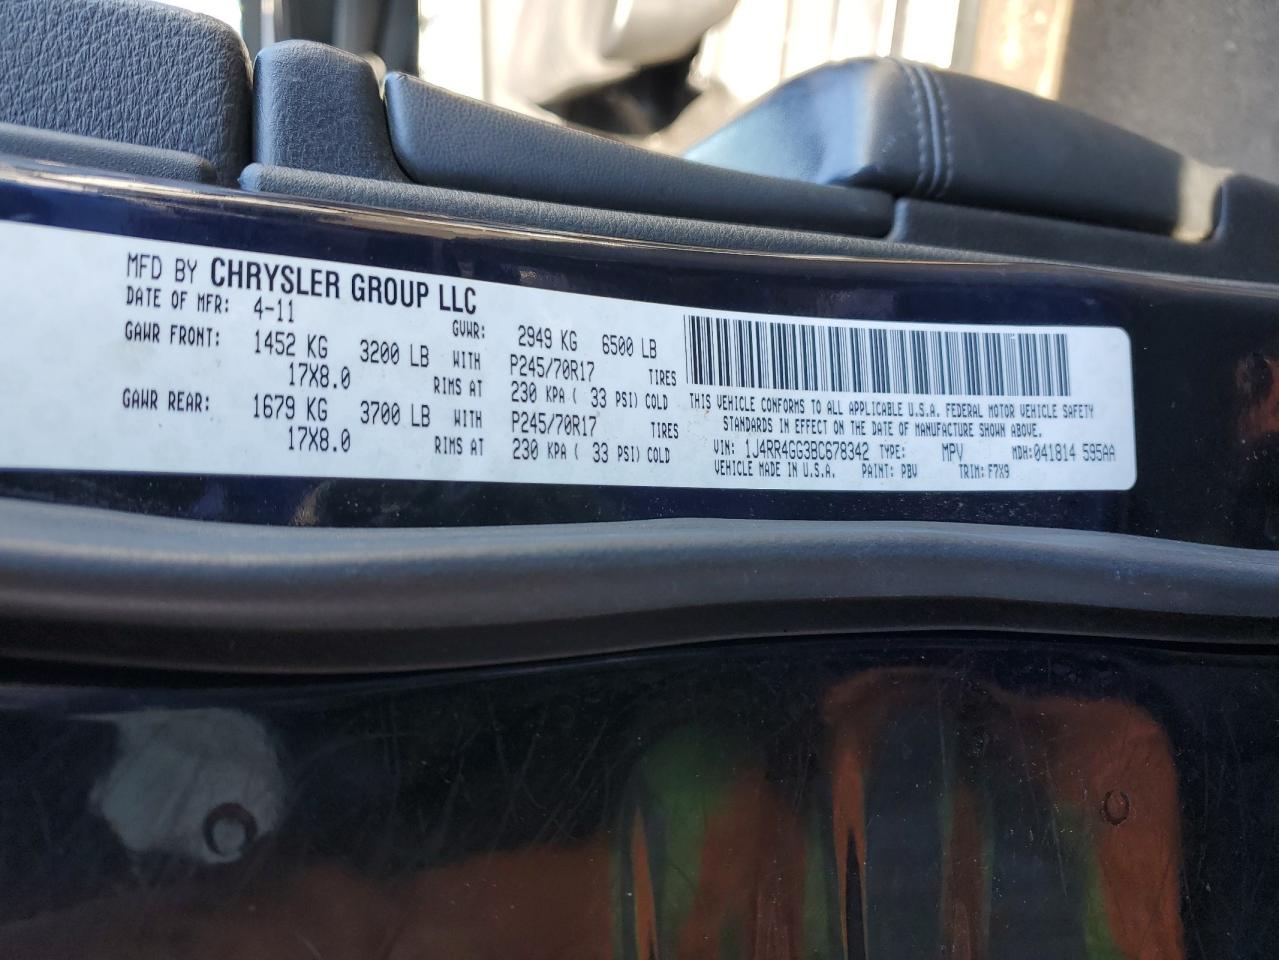 MFD BY CHRYSLER GROUP LLC
DATE OF MFR: 4-11 GVWR: 2949 KG 6500 LB
GAWR FRONT: 1452 KG 3200 LB WITH P245/70R17 TIRES
17X8.0 RIMS AT 230 KPA ( 33 PSI) COLD
GAWR REAR: 1679 KG 3700 LB WITH P245/70R17 TIRES
17X8.0 RIMS AT 230 KPA ( 33 PSI) COLD
THIS VEHICLE CONFORMS TO ALL APPLICABLE U.S.A. FEDERAL MOTOR VEHICLE SAFETY
STANDARDS IN EFFECT ON THE DATE OF MANUFACTURE SHOWN ABOVE.
VIN: 1J4RR4GG3BC678342 TYPE: MPV MDH:041814 595AA
VEHICLE MADE IN U.S.A. PAINT: PBV TRIM: F7X9